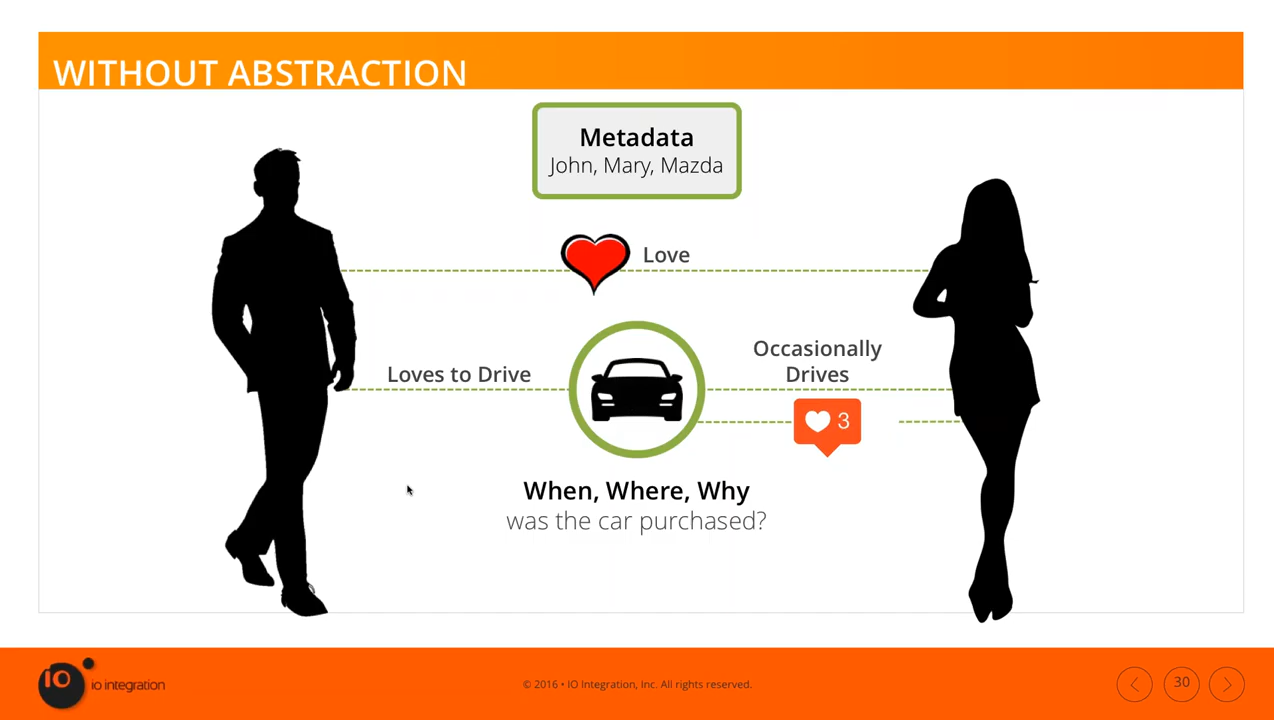 WITHOUT ABSTRACTION
Metadata
John, Mary, Mazda
Love
Loves to Drive
Occasionally
Drives
3
When, Where, Why
was the car purchased?
IO
io integration
© 2016 • IO Integration, Inc. All rights reserved.
30